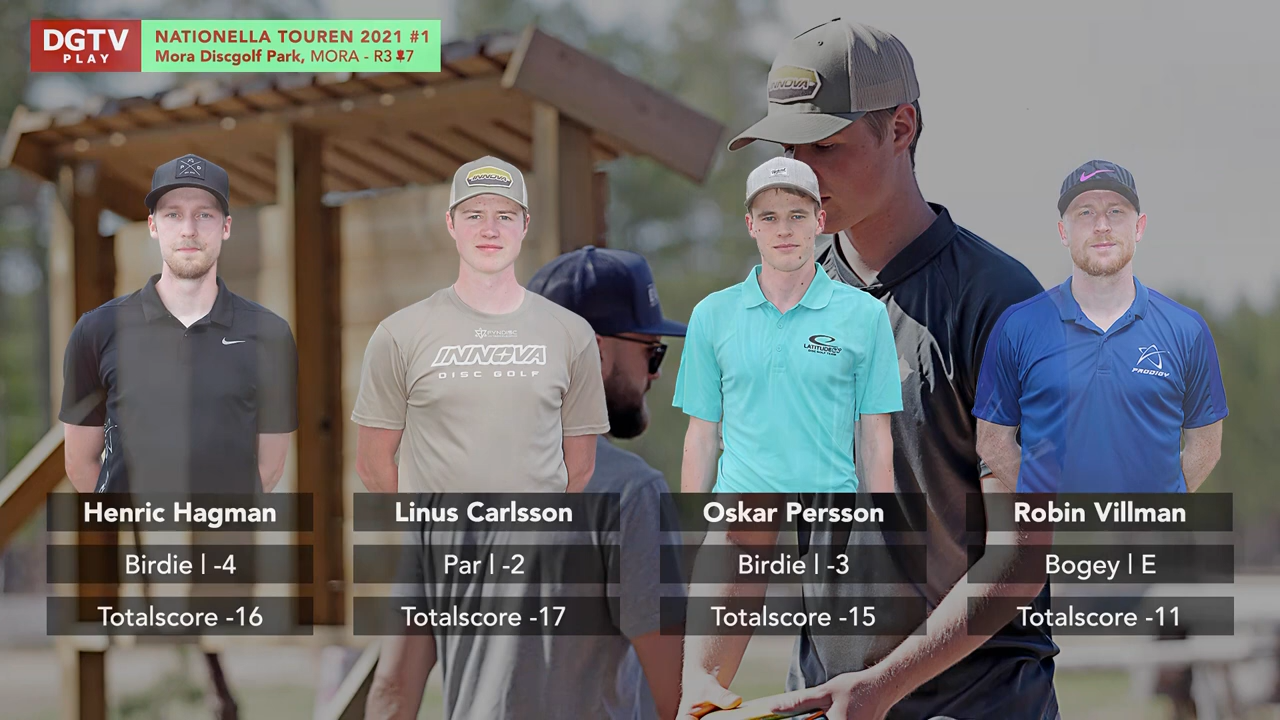 DGTV
PLAY
NATIONELLA TOUREN 2021 #1
Mora Discgolf Park, MORA - R3 7
INNOVA
INNOVA
INNOVA
DISC GOLF
LATITUDE 64°
PRODIGY
Henric Hagman
Linus Carlsson
Oskar Persson
Robin Villman
Birdie | -4
Par | -2
Birdie | -3
Bogey | E
Totalscore -16
Totalscore -17
Totalscore -15
Totalscore -11